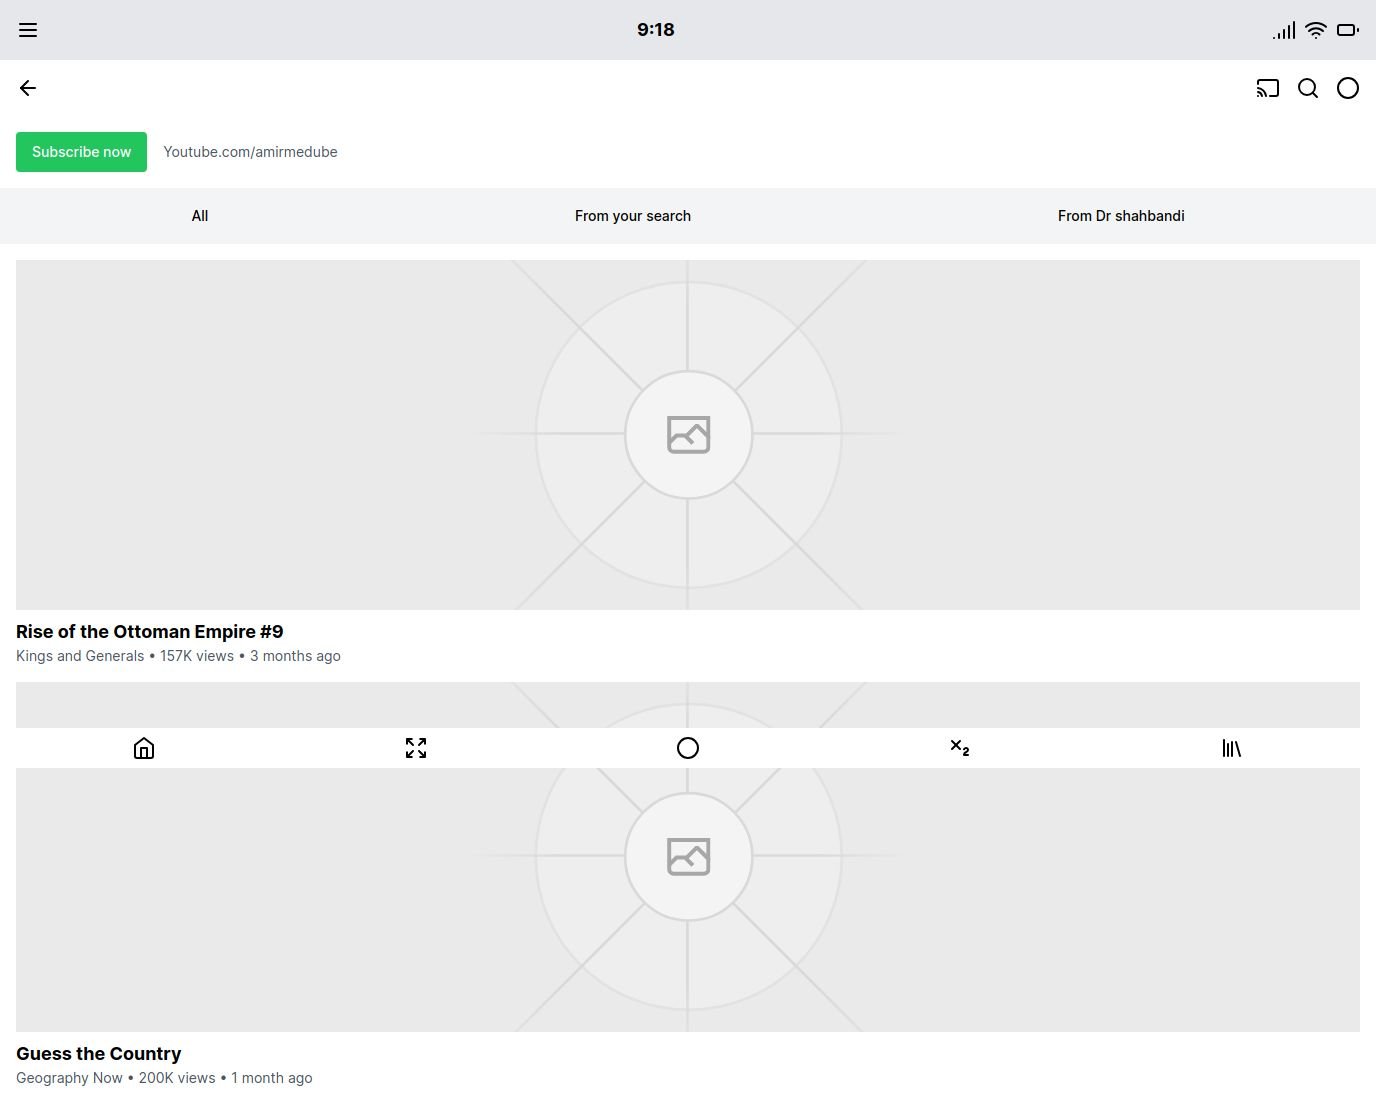 9:18
Subscribe now Youtube.com/amirmedube
All From your search From Dr shahbandi
Rise of the Ottoman Empire #9
Kings and Generals • 157K views • 3 months ago
Guess the Country
Geography Now • 200K views • 1 month ago